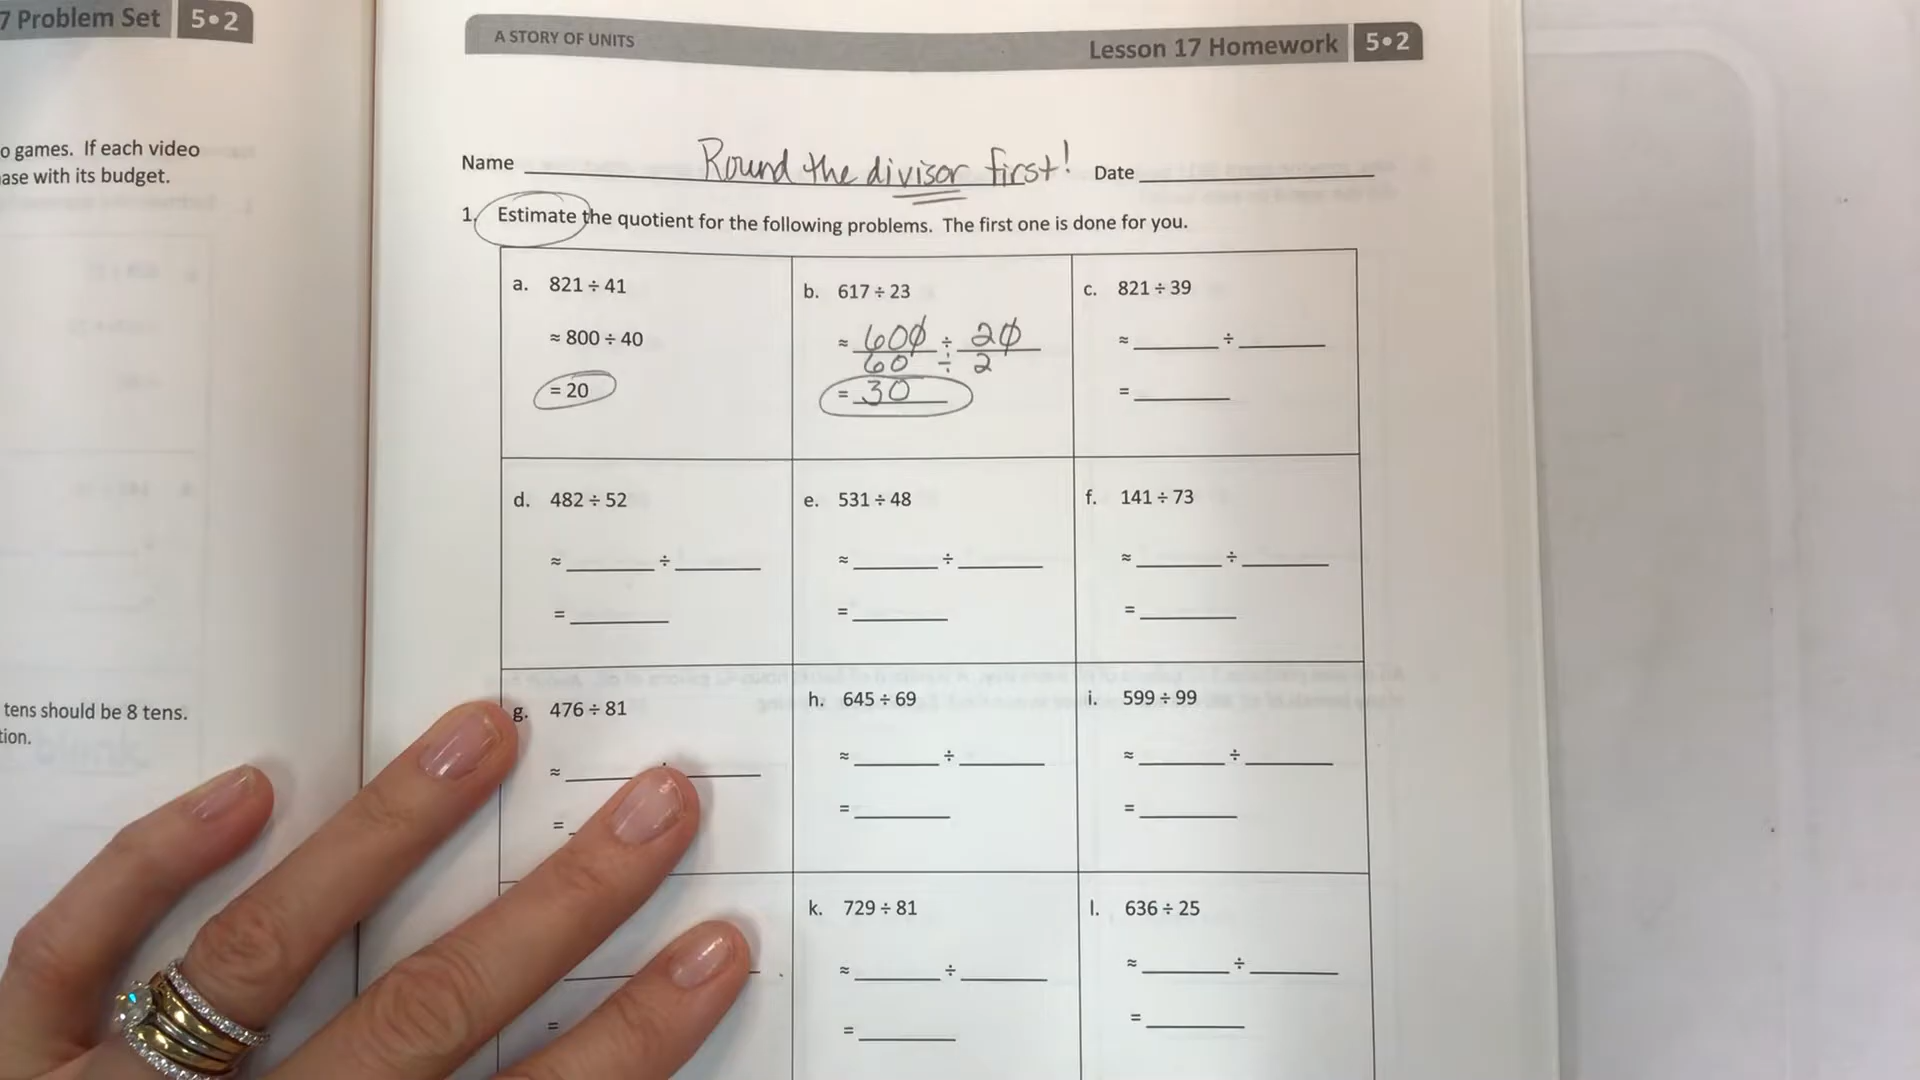 7 Problem Set 5•2
o games. If each video
ase with its budget.
tens should be 8 tens.
tion.
A STORY OF UNITS
Lesson 17 Homework 5•2
Name Round the divisor first! Date
1. Estimate the quotient for the following problems. The first one is done for you.
a. 821 ÷ 41
≈ 800 ÷ 40
= 20
b. 617 ÷ 23
≈ 600 ÷ 20
60 ÷ 2
= 30
c. 821 ÷ 39
≈ ÷
=
d. 482 ÷ 52
≈ ÷
=
e. 531 ÷ 48
≈ ÷
=
f. 141 ÷ 73
≈ ÷
=
g. 476 ÷ 81
≈
=
h. 645 ÷ 69
≈ ÷
=
i. 599 ÷ 99
≈ ÷
=
=
k. 729 ÷ 81
≈ ÷
=
l. 636 ÷ 25
≈ ÷
=